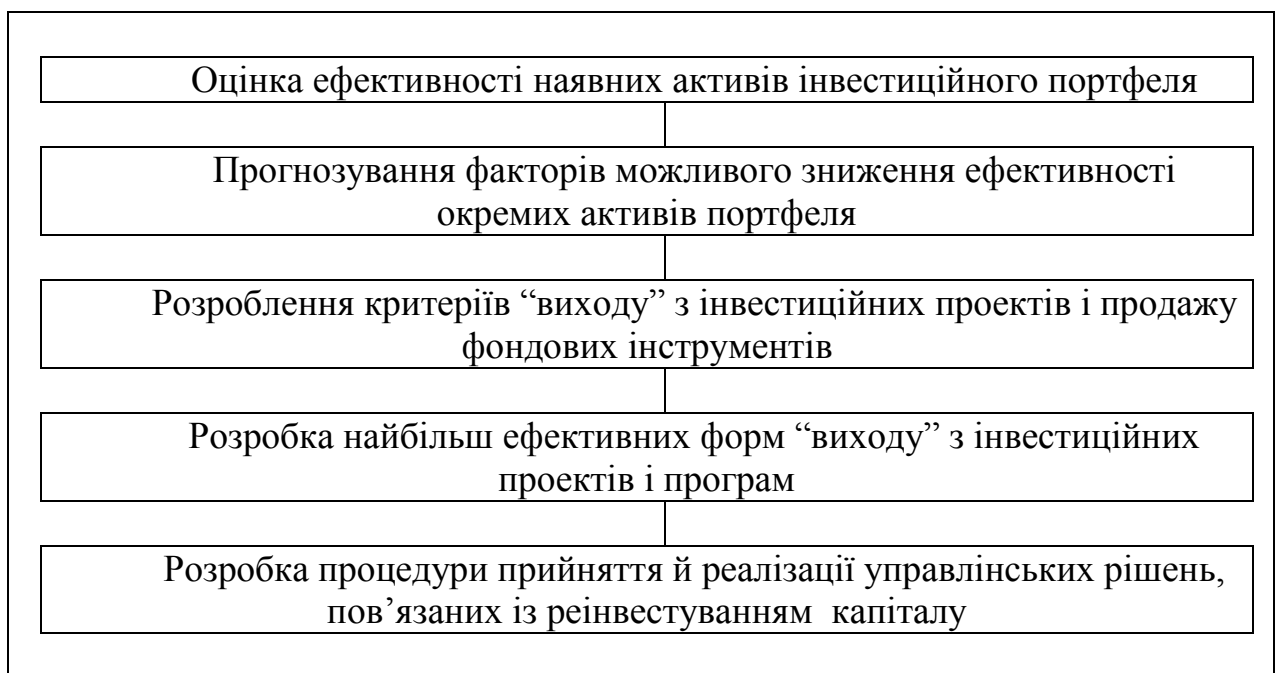 Оцінка ефективності наявних активів інвестиційного портфеля
Прогнозування факторів можливого зниження ефективності
окремих активів портфеля
Розроблення критеріїв “виходу” з інвестиційних проектів і продажу
фондових інструментів
Розробка найбільш ефективних форм “виходу” з інвестиційних
проектів і програм
Розробка процедури прийняття й реалізації управлінських рішень,
пов’язаних із реінвестуванням капіталу